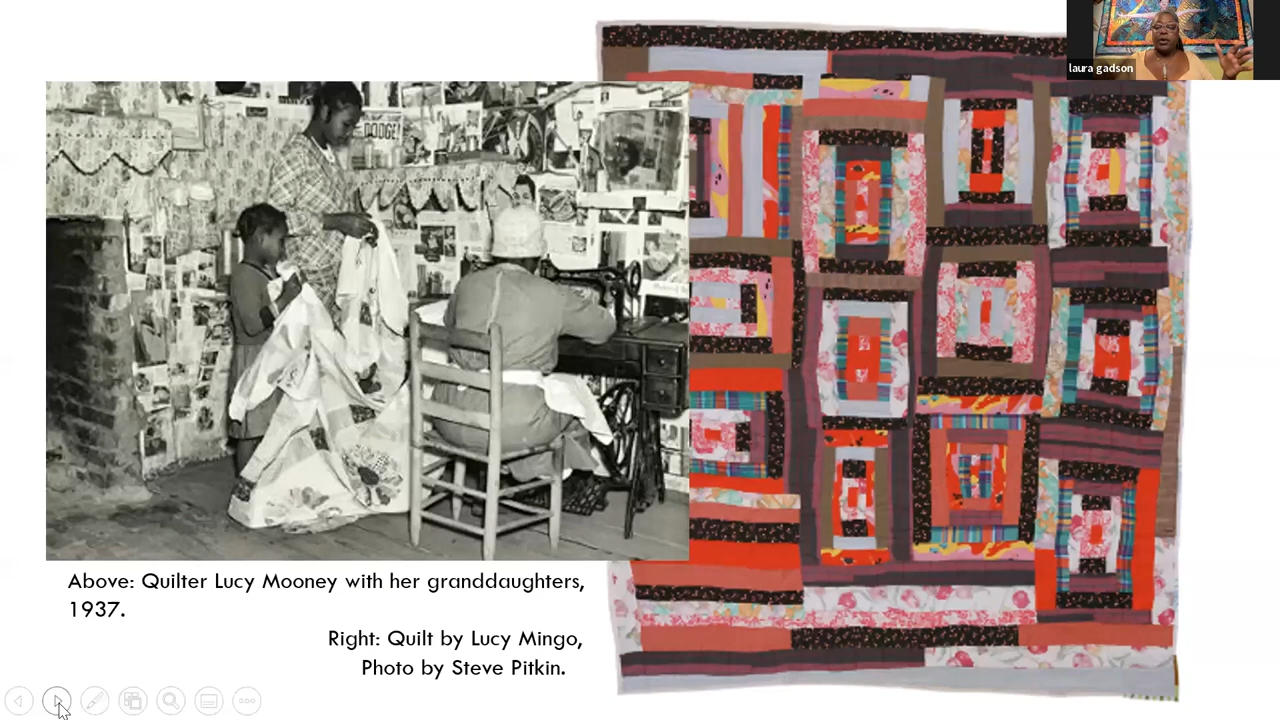 laura gadson
DODGE
Above: Quilter Lucy Mooney with her granddaughters,
1937.
Right: Quilt by Lucy Mingo,
Photo by Steve Pitkin.